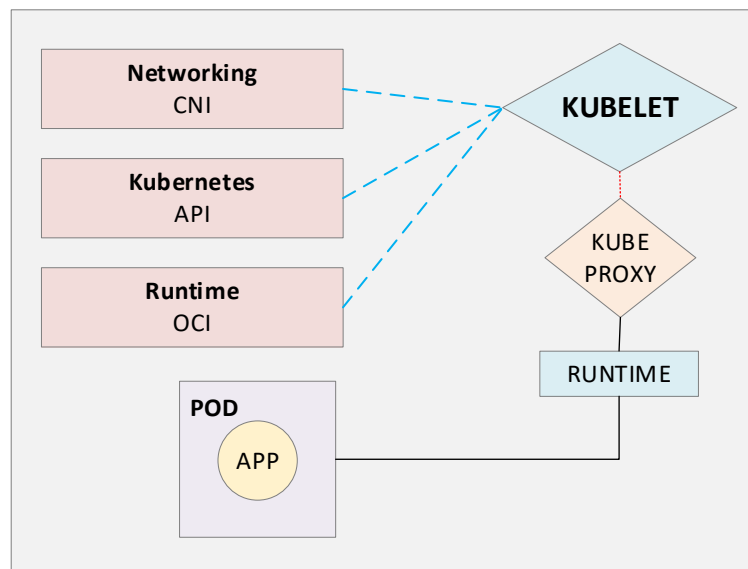 Networking
CNI
KUBELET
Kubernetes
API
KUBE
PROXY
Runtime
OCI
RUNTIME
POD
APP